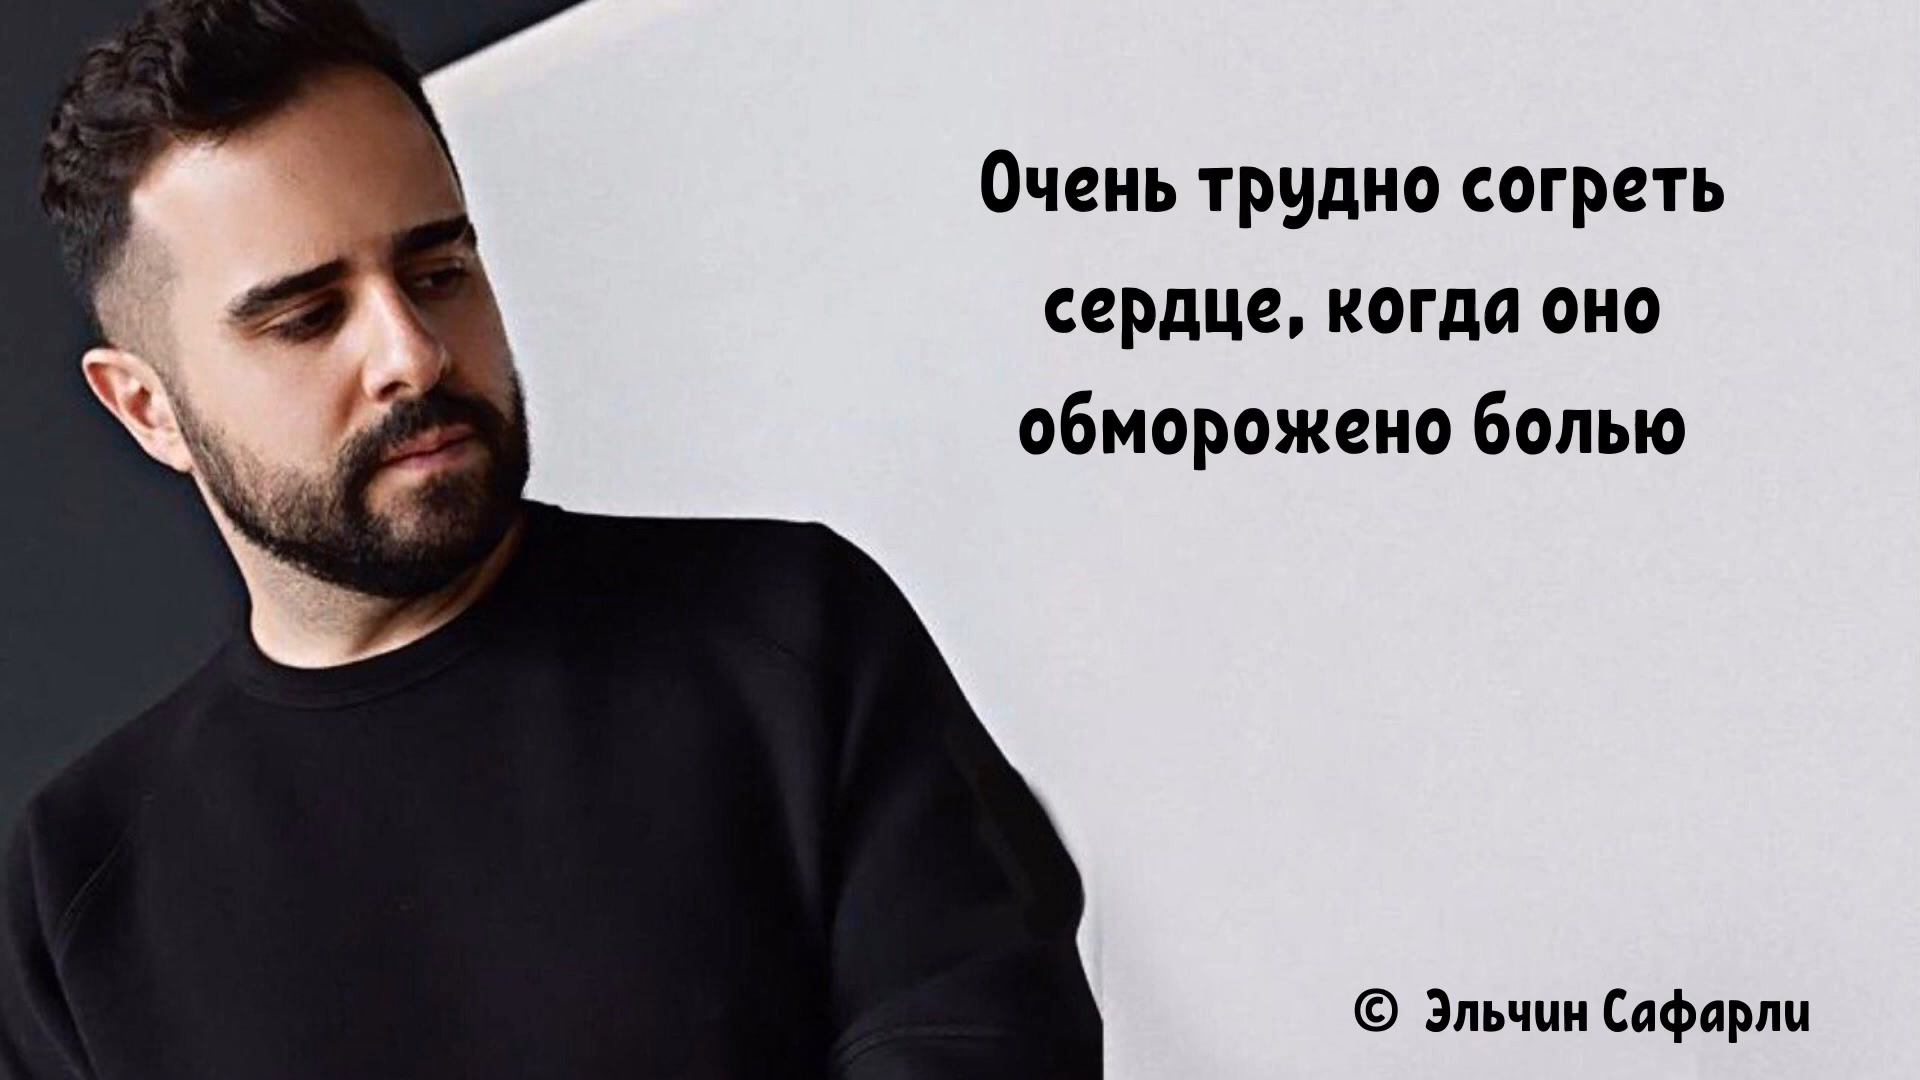 Очень трудно согреть
сердце, когда оно
обморожено болью
© Эльчин Сафарли